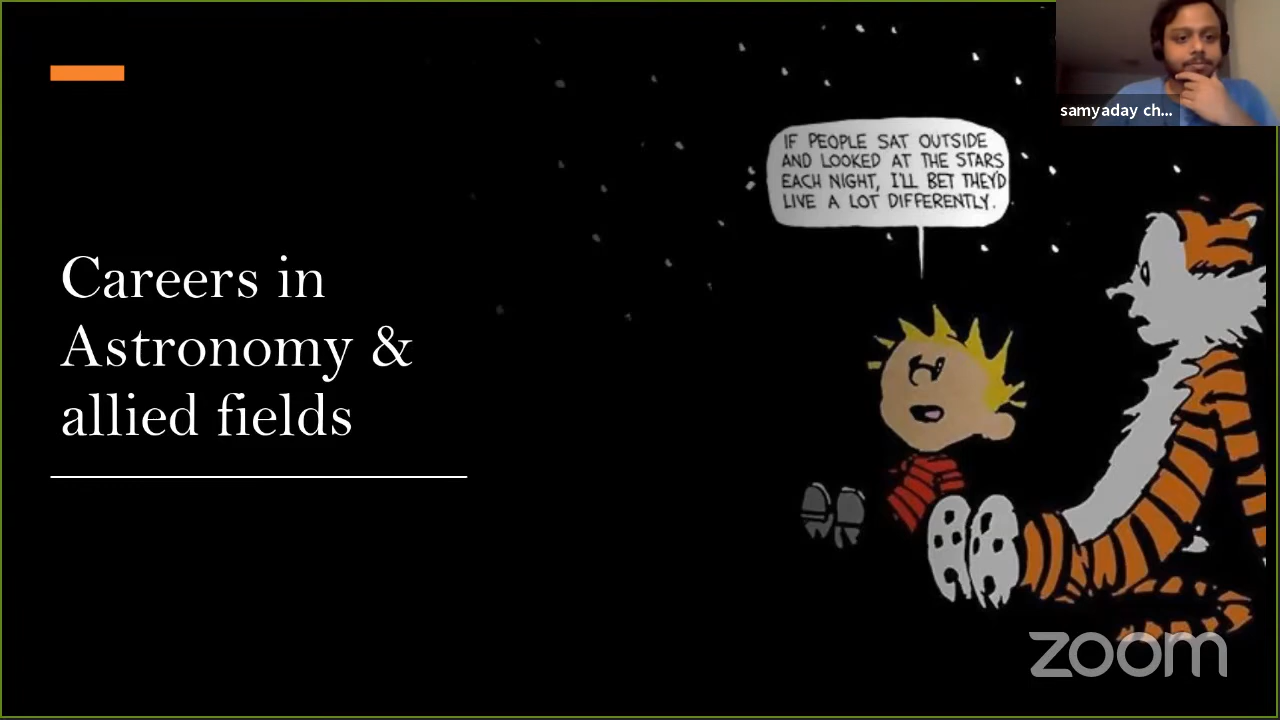 samyaday ch...
IF PEOPLE SAT OUTSIDE
AND LOOKED AT THE STARS
EACH NIGHT, I'LL BET THEY'D
LIVE A LOT DIFFERENTLY.
Careers in
Astronomy &
allied fields
zoom